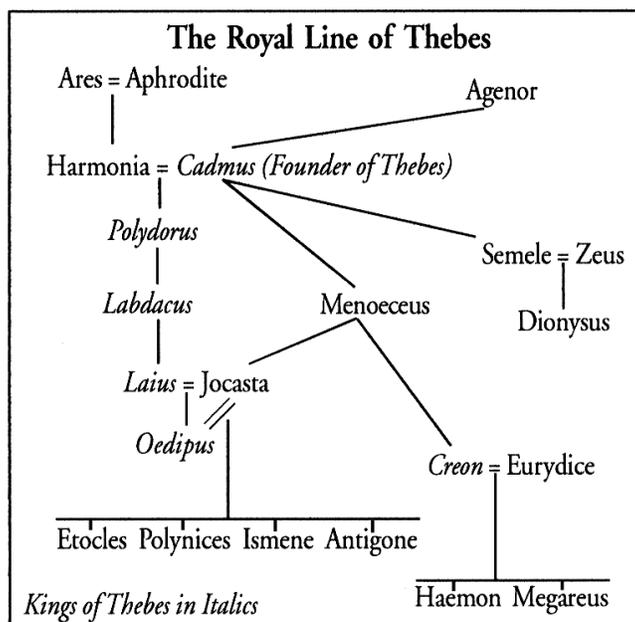 The Royal Line of Thebes
Ares = Aphrodite
Agenor
Harmonia = Cadmus (Founder of Thebes)
Polydorus
Semele = Zeus
Labdacus
Menoeceus
Dionysus
Laius = Jocasta
Oedipus
Creon = Eurydice
Etocles Polynices Ismene Antigone
Haemon Megareus
Kings of Thebes in Italics